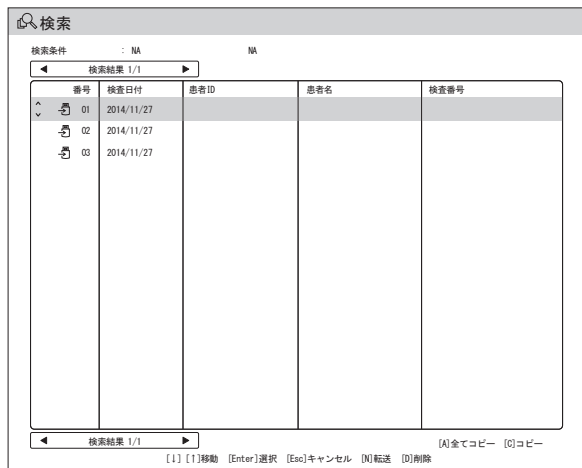 検索
検索条件 : NA NA
◀ 検索結果 1/1 ▶
番号 検査日付 患者ID 患者名 検査番号
01 2014/11/27
02 2014/11/27
03 2014/11/27
◀ 検索結果 1/1 ▶
[A]全てコピー [C]コピー
[↓][↑]移動 [Enter]選択 [Esc]キャンセル [N]転送 [D]削除